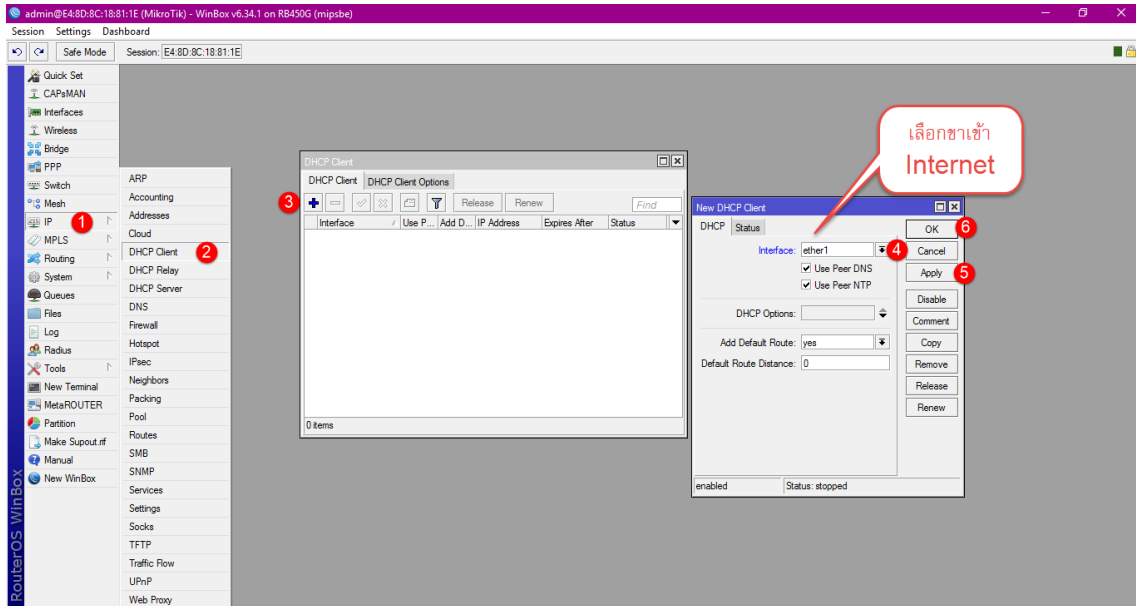 admin@E4:8D:8C:18:81:1E (MikroTik) - WinBox v6.34.1 on RB450G (mipsbe)
Session Settings Dashboard
Safe Mode Session: E4:8D:8C:18:81:1E
Quick Set
CAPsMAN
Interfaces
Wireless
Bridge
PPP
Switch
Mesh
IP 1
MPLS
Routing
System
Queues
Files
Log
Radius
Tools
New Terminal
MetaROUTER
Partition
Make Supout.rif
Manual
New WinBox
RouterOS WinBox
ARP
Accounting
Addresses
Cloud
DHCP Client 2
DHCP Relay
DHCP Server
DNS
Firewall
Hotspot
IPsec
Neighbors
Packing
Pool
Routes
SMB
SNMP
Services
Settings
Socks
TFTP
Traffic Flow
UPnP
Web Proxy
DHCP Client
DHCP Client DHCP Client Options
3 Release Renew Find
Interface Use P... Add D... IP Address Expires After Status
0 items
เลือกขาเข้า
Internet
New DHCP Client
DHCP Status
Interface: ether1 4
Use Peer DNS
Use Peer NTP
DHCP Options:
Add Default Route: yes
Default Route Distance: 0
OK 6
Cancel
Apply 5
Disable
Comment
Copy
Remove
Release
Renew
enabled Status: stopped